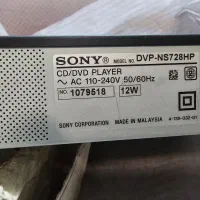 SONY® MODEL NO. DVP-NS728HP
CD/DVD PLAYER
~ AC 110-240V 50/60Hz
NO. 1079518 12W
SONY CORPORATION MADE IN MALAYSIA